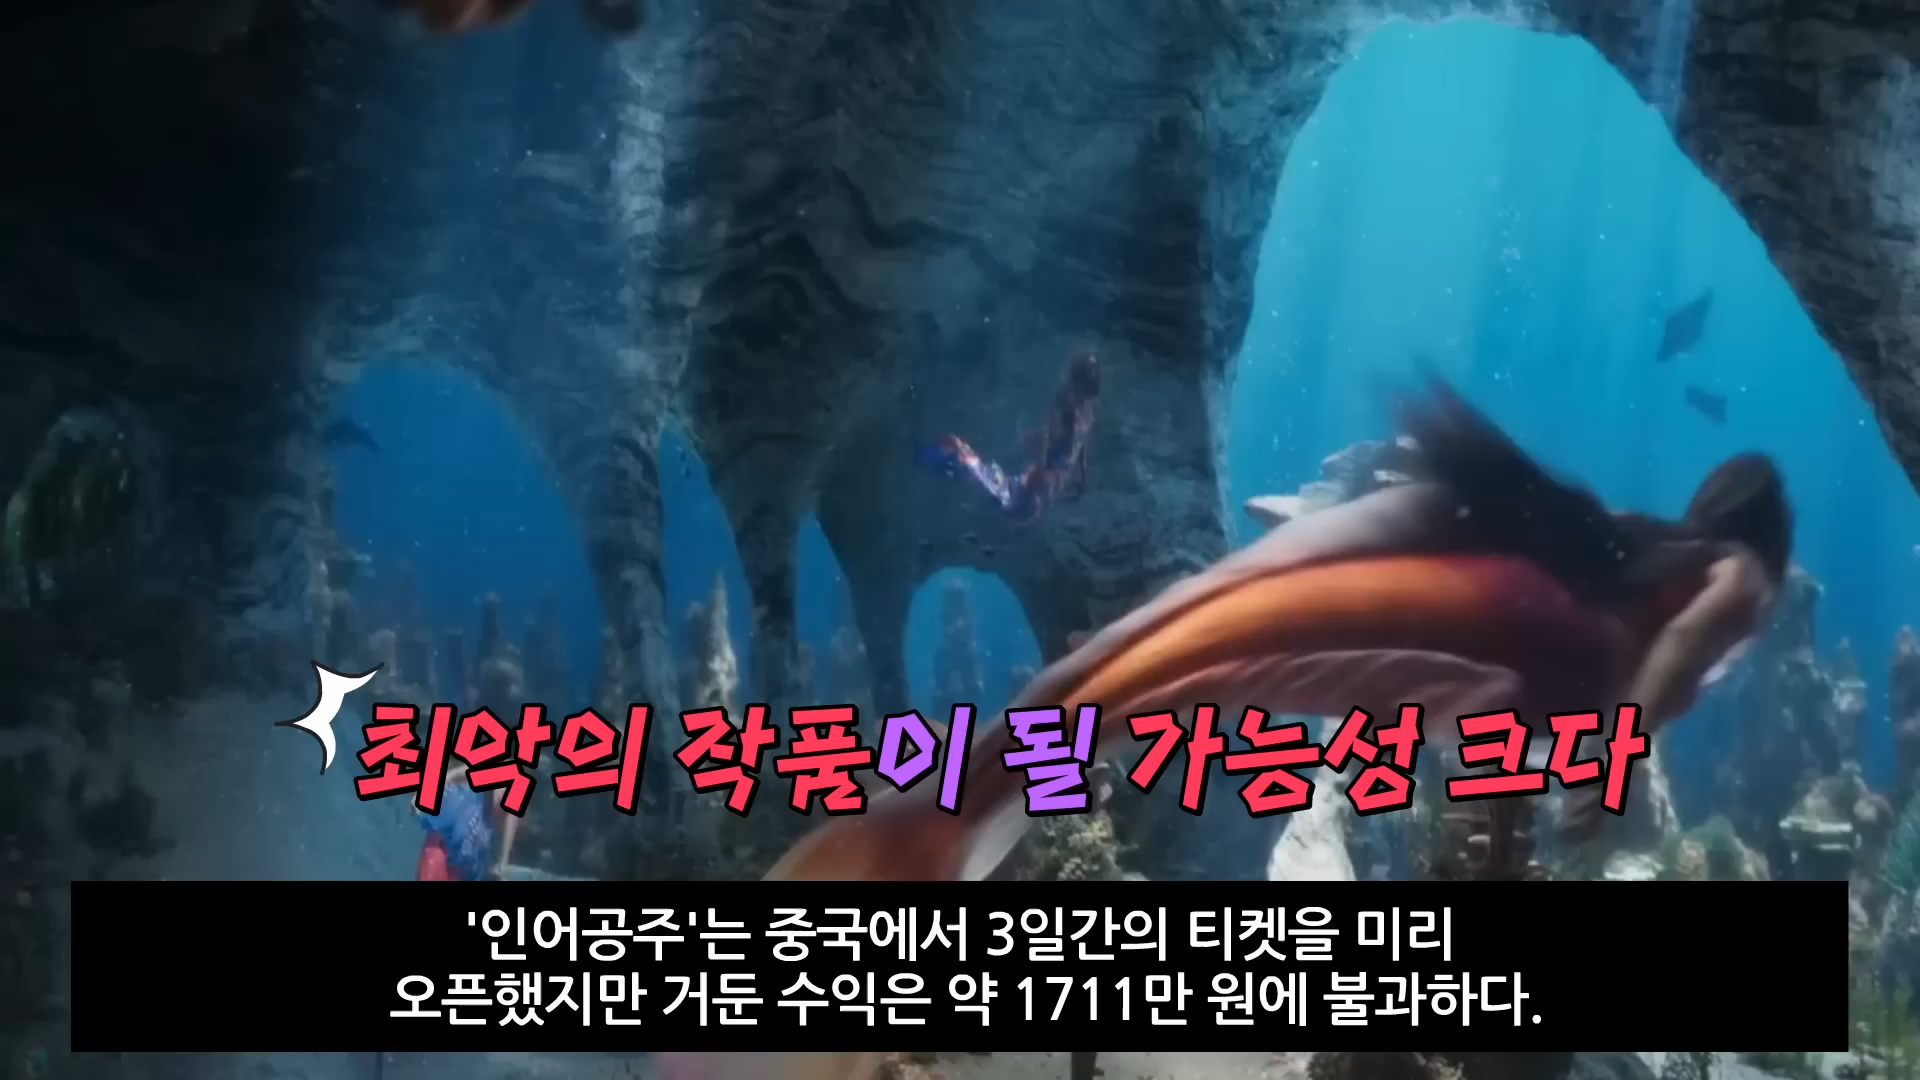 최악의 작품이 될 가능성 크다
'인어공주'는 중국에서 3일간의 티켓을 미리
오픈했지만 거둔 수익은 약 1711만 원에 불과하다.